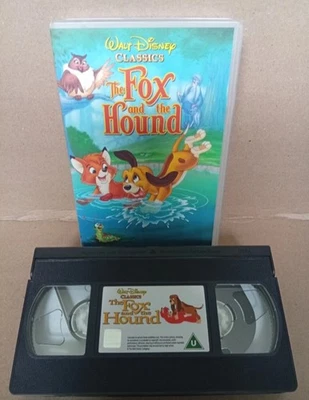 WALT DISNEY
CLASSICS
The Fox
and the
Hound
WALT DISNEY
CLASSICS
The Fox
and the
Hound
U